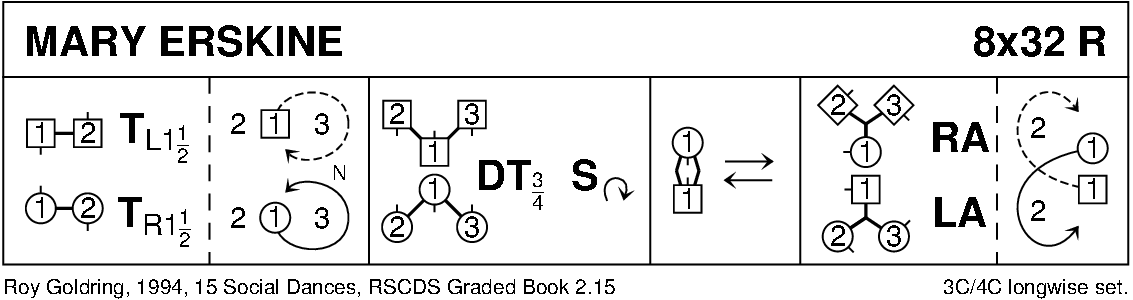 MARY ERSKINE 8x32 R
1 2 TL1½ 2 1 3 2 3 1 1 2 3 RA 2 1
N DT¾ S
1 2 TR1½ 2 1 3 1 2 3 1 1 2 3 LA 2 1
Roy Goldring, 1994, 15 Social Dances, RSCDS Graded Book 2.15 3C/4C longwise set.